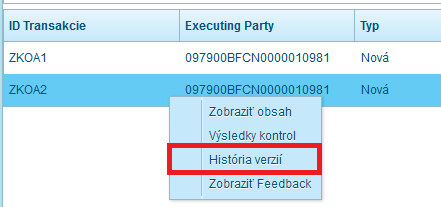 ID Transakcie Executing Party Typ
ZKOA1 097900BFCN0000010981 Nová
ZKOA2 097900BFCN0000010981 Nová
Zobraziť obsah
Výsledky kontrol
História verzií
Zobraziť Feedback